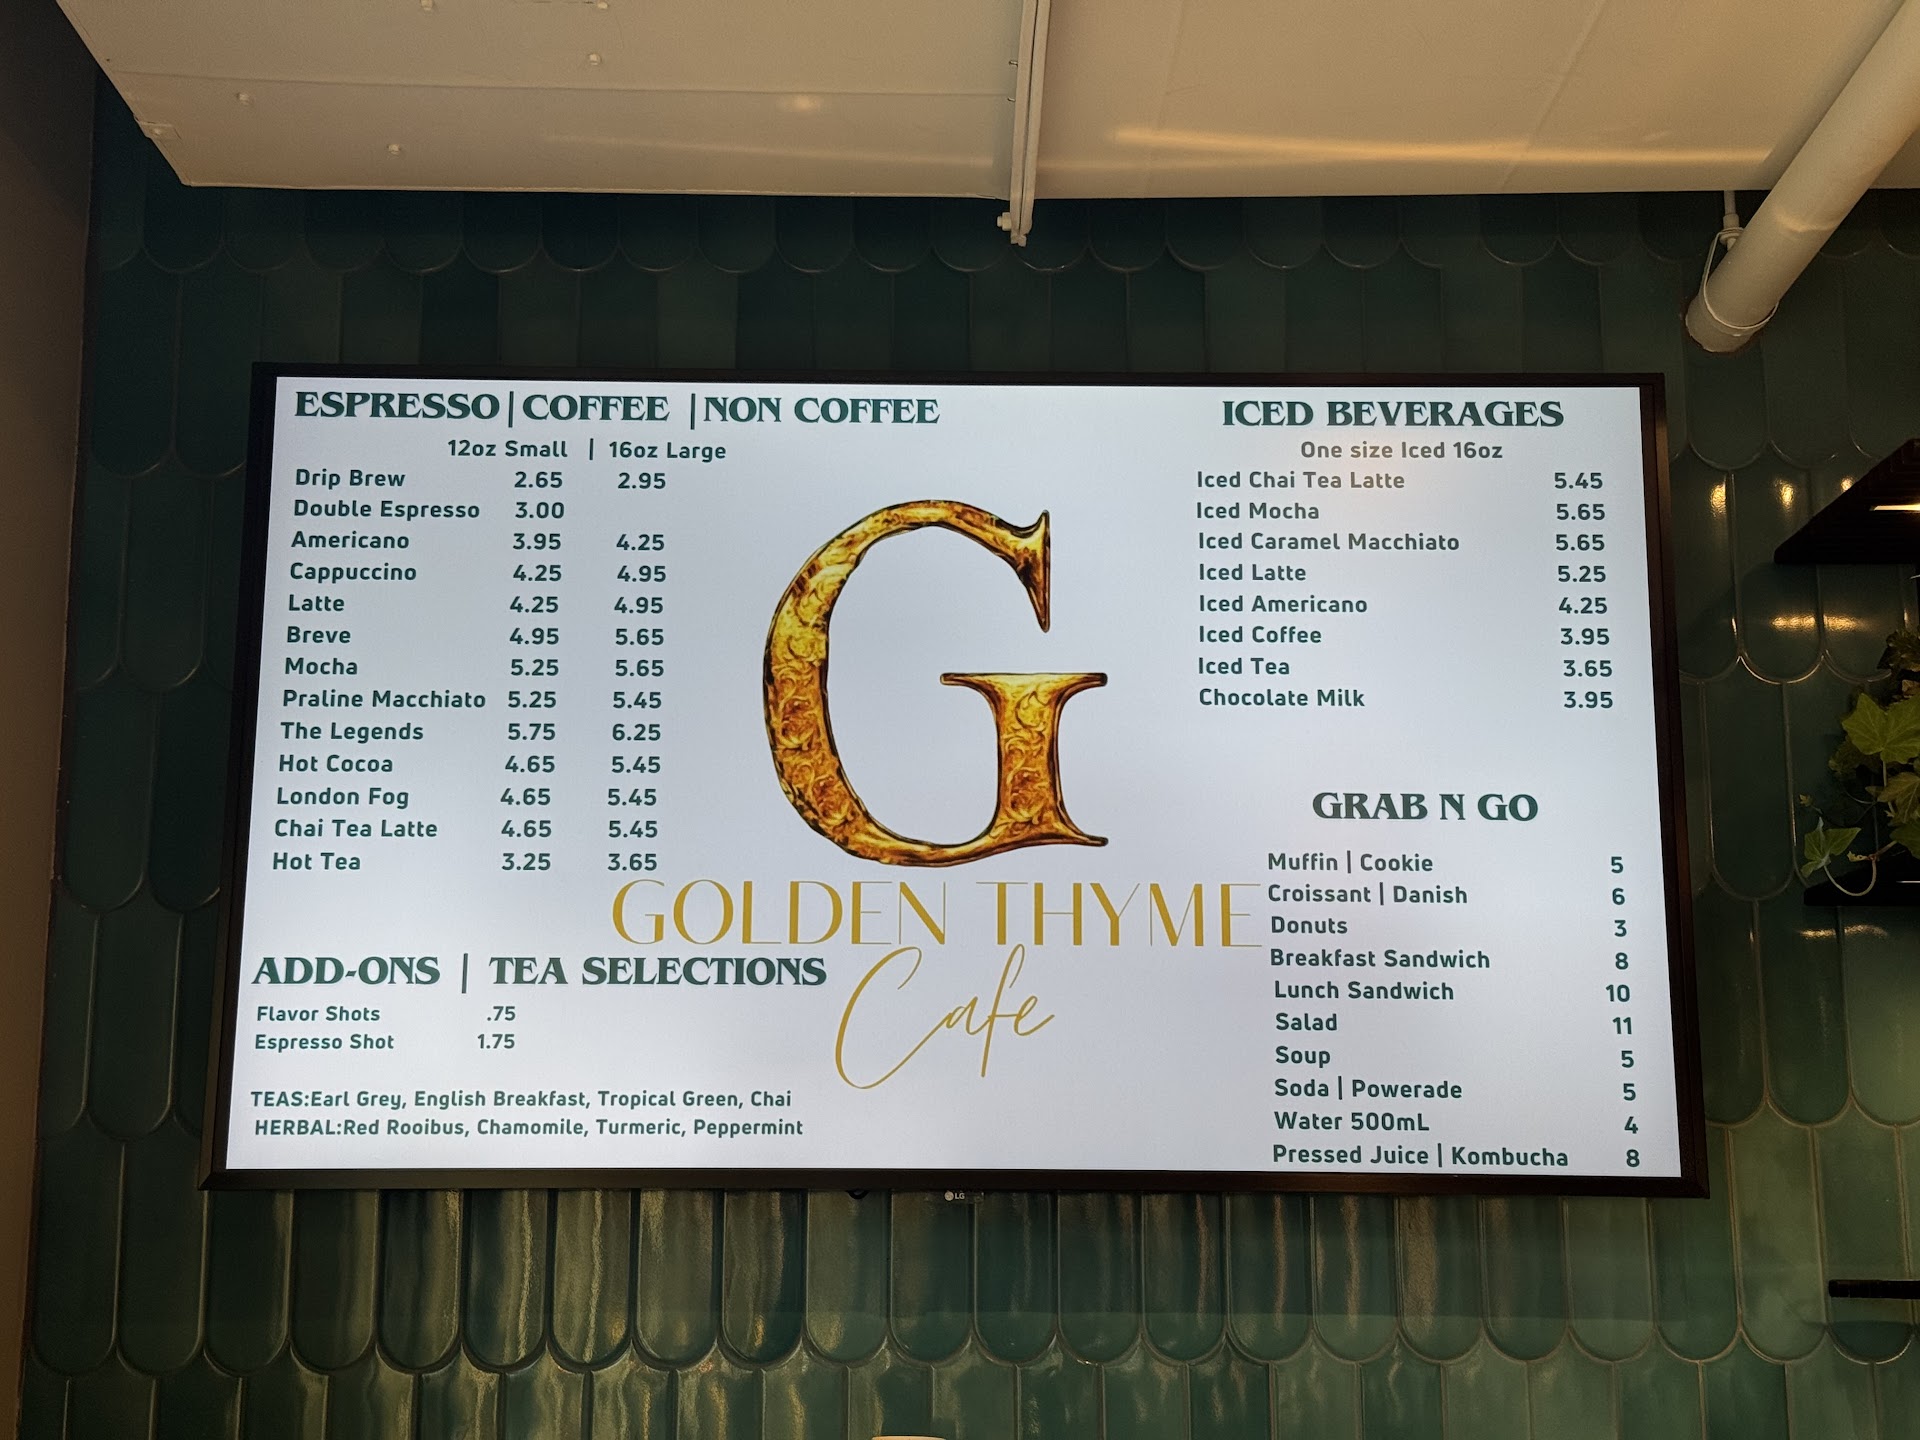 ESPRESSO | COFFEE | NON COFFEE
12oz Small | 16oz Large
Drip Brew 2.65 2.95
Double Espresso 3.00
Americano 3.95 4.25
Cappuccino 4.25 4.95
Latte 4.25 4.95
Breve 4.95 5.65
Mocha 5.25 5.65
Praline Macchiato 5.25 5.45
The Legends 5.75 6.25
Hot Cocoa 4.65 5.45
London Fog 4.65 5.45
Chai Tea Latte 4.65 5.45
Hot Tea 3.25 3.65
ADD-ONS | TEA SELECTIONS
Flavor Shots .75
Espresso Shot 1.75
TEAS:Earl Grey, English Breakfast, Tropical Green, Chai
HERBAL:Red Rooibus, Chamomile, Turmeric, Peppermint
G
GOLDEN THYME
Cafe
ICED BEVERAGES
One size Iced 16oz
Iced Chai Tea Latte 5.45
Iced Mocha 5.65
Iced Caramel Macchiato 5.65
Iced Latte 5.25
Iced Americano 4.25
Iced Coffee 3.95
Iced Tea 3.65
Chocolate Milk 3.95
GRAB N GO
Muffin | Cookie 5
Croissant | Danish 6
Donuts 3
Breakfast Sandwich 8
Lunch Sandwich 10
Salad 11
Soup 5
Soda | Powerade 5
Water 500mL 4
Pressed Juice | Kombucha 8
LG